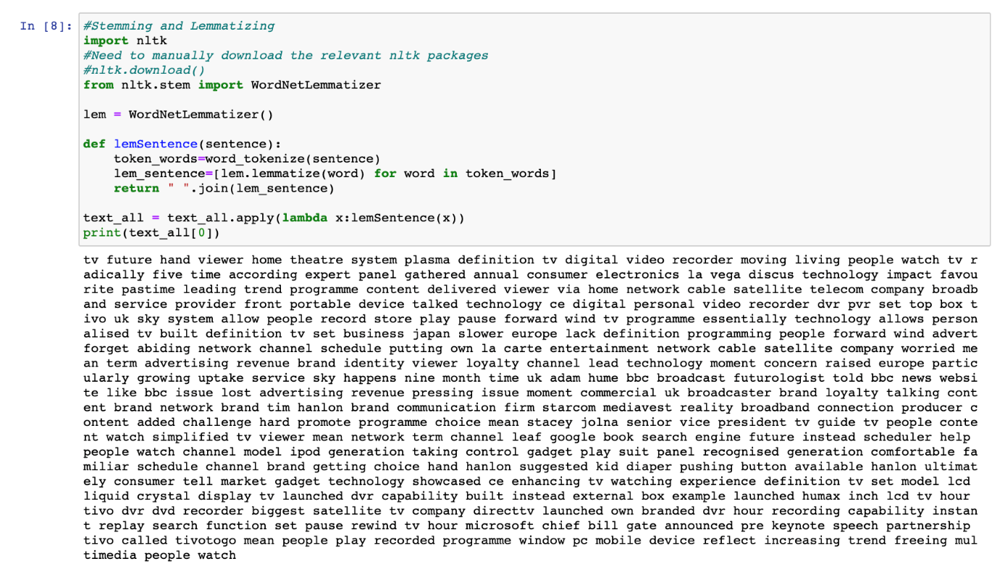 In [8]: #Stemming and Lemmatizing
import nltk
#Need to manually download the relevant nltk packages
#nltk.download()
from nltk.stem import WordNetLemmatizer

lem = WordNetLemmatizer()

def lemSentence(sentence):
    token_words=word_tokenize(sentence)
    lem_sentence=[lem.lemmatize(word) for word in token_words]
    return " ".join(lem_sentence)

text_all = text_all.apply(lambda x:lemSentence(x))
print(text_all[0])

tv future hand viewer home theatre system plasma definition tv digital video recorder moving living people watch tv r
adically five time according expert panel gathered annual consumer electronics la vega discus technology impact favou
rite pastime leading trend programme content delivered viewer via home network cable satellite telecom company broadb
and service provider front portable device talked technology ce digital personal video recorder dvr pvr set top box t
ivo uk sky system allow people record store play pause forward wind tv programme essentially technology allows person
alised tv built definition tv set business japan slower europe lack definition programming people forward wind advert
forget abiding network channel schedule putting own la carte entertainment network cable satellite company worried me
an term advertising revenue brand identity viewer loyalty channel lead technology moment concern raised europe partic
ularly growing uptake service sky happens nine month time uk adam hume bbc broadcast futurologist told bbc news websi
te like bbc issue lost advertising revenue pressing issue moment commercial uk broadcaster brand loyalty talking cont
ent brand network brand tim hanlon brand communication firm starcom mediavest reality broadband connection producer c
ontent added challenge hard promote programme choice mean stacey jolna senior vice president tv guide tv people conte
nt watch simplified tv viewer mean network term channel leaf google book search engine future instead scheduler help
people watch channel model ipod generation taking control gadget play suit panel recognised generation comfortable fa
miliar schedule channel brand getting choice hand hanlon suggested kid diaper pushing button available hanlon ultimat
ely consumer tell market gadget technology showcased ce enhancing tv watching experience definition tv set model lcd
liquid crystal display tv launched dvr capability built instead external box example launched humax inch lcd tv hour
tivo dvr dvd recorder biggest satellite tv company directtv launched own branded dvr hour recording capability instan
t replay search function set pause rewind tv hour microsoft chief bill gate announced pre keynote speech partnership
tivo called tivotogo mean people play recorded programme window pc mobile device reflect increasing trend freeing mul
timedia people watch